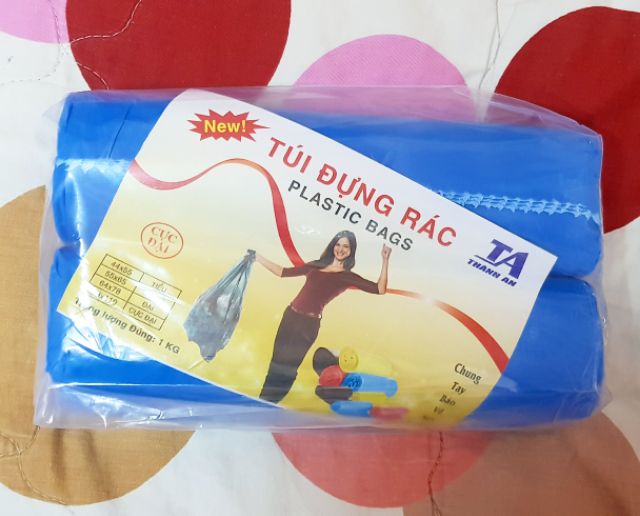 New!
TÚI ĐỰNG RÁC
PLASTIC BAGS
TA
THANH AN
CỰC
ĐẠI
44x55 TIỂU
55x65
64x78 ĐẠI
CỰC ĐẠI
lượng Đúng: 1 KG
Chung
Tay
Bảo
Vệ